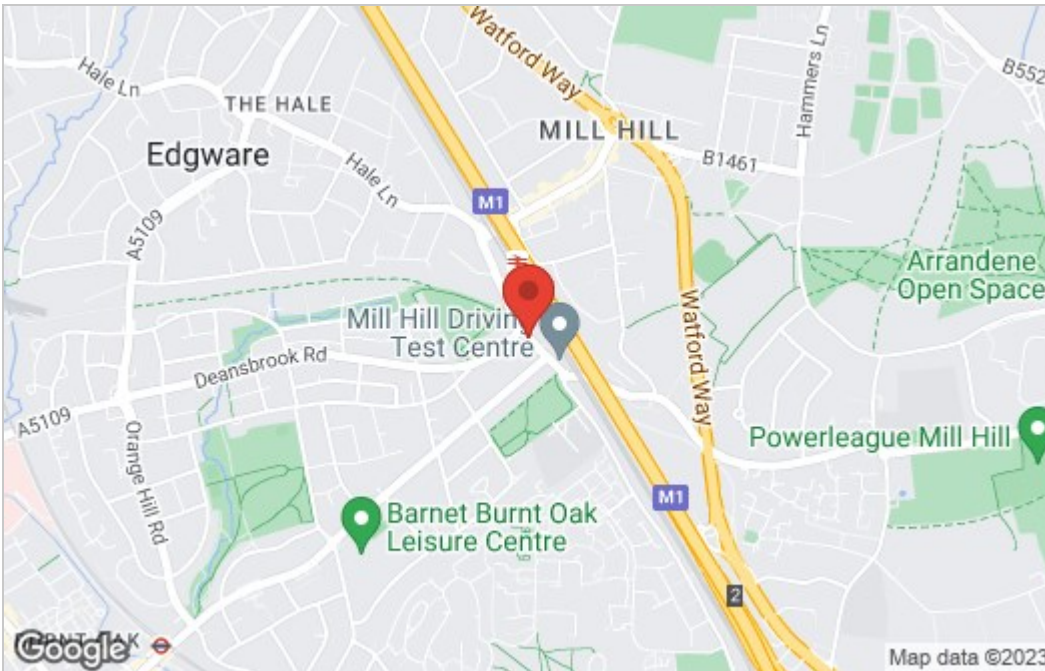 Watford Way
Hammers Ln
B552
Hale Ln
THE HALE
MILL HILL
Edgware
B1461
Hale Ln
M1
A5109
Arrandene
Open Space
Mill Hill Driving
Test Centre
Watford Way
Deansbrook Rd
A5109
Orange Hill Rd
Powerleague Mill Hill
M1
Barnet Burnt Oak
Leisure Centre
2
Google
Map data ©2023